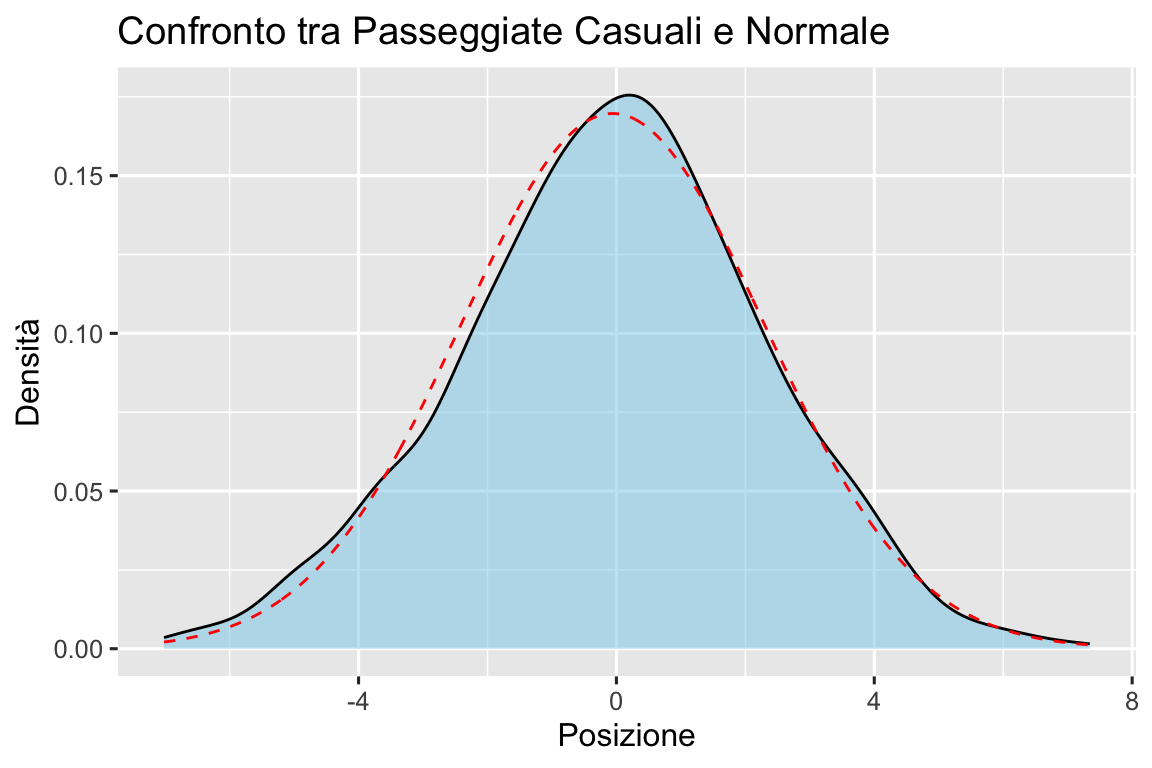 Confronto tra Passeggiate Casuali e Normale
Densità
0.15
0.10
0.05
0.00
-4 0 4 8
Posizione